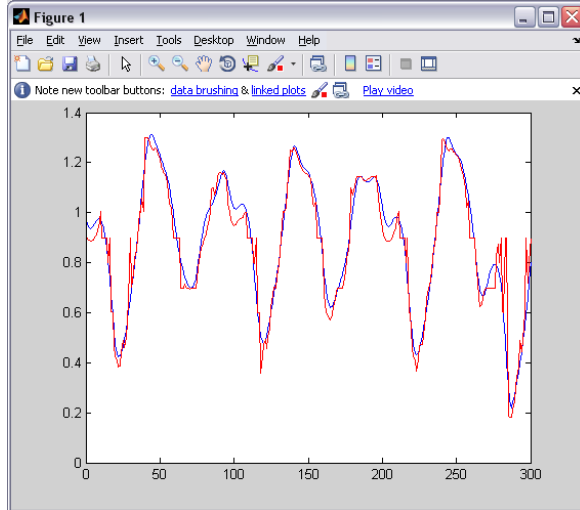 Figure 1
File Edit View Insert Tools Desktop Window Help
Note new toolbar buttons: data brushing & linked plots Play video
1.4
1.2
1
0.8
0.6
0.4
0.2
0
0 50 100 150 200 250 300